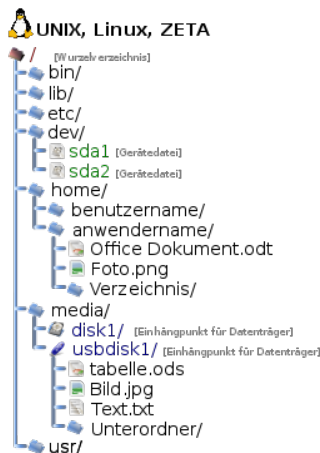 UNIX, Linux, ZETA
/ [Wurzelverzeichnis]
bin/
lib/
etc/
dev/
sda1 [Gerätedatei]
sda2 [Gerätedatei]
home/
benutzername/
anwendername/
Office Dokument.odt
Foto.png
Verzeichnis/
media/
disk1/ [Einhängpunkt für Datenträger]
usbdisk1/ [Einhängpunkt für Datenträger]
tabelle.ods
Bild.jpg
Text.txt
Unterordner/
usr/